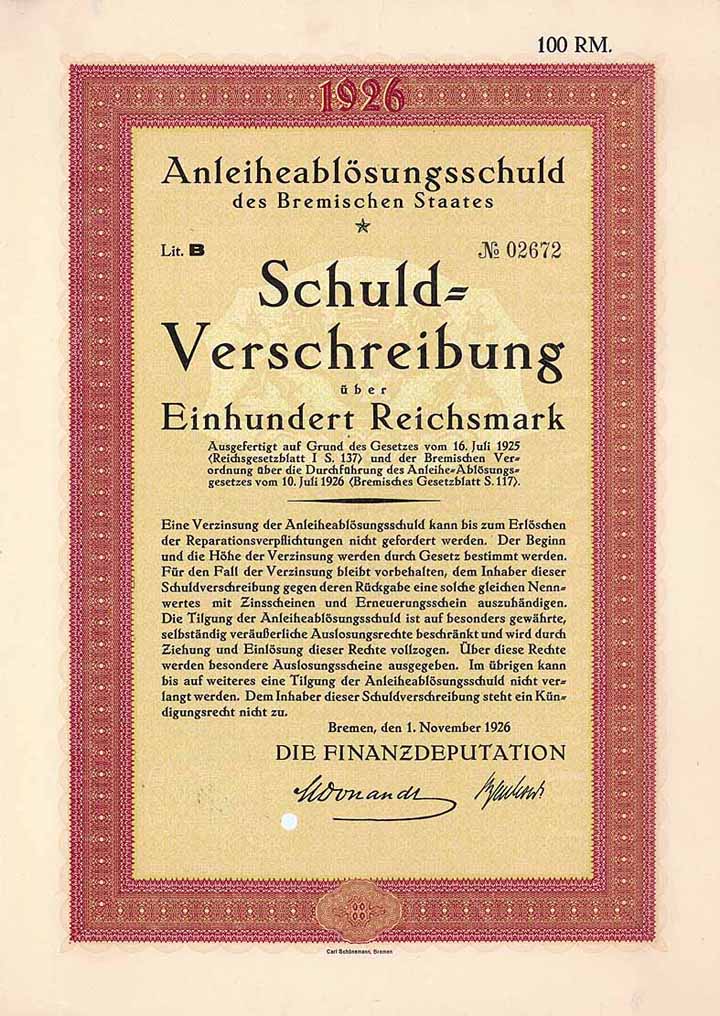 100 RM.
1926
Anleiheablösungsschuld
des Bremischen Staates
Lit. B № 02672
Schuld=
Verschreibung
über
Einhundert Reichsmark
Ausgefertigt auf Grund des Gesetzes vom 16. Juli 1925
(Reichsgesetzblatt I S. 137) und der Bremischen Ver=
ordnung über die Durchführung des Anleihe=Ablösungs=
gesetzes vom 10. Juli 1926 (Bremisches Gesetzblatt S. 117).
Eine Verzinsung der Anleiheablösungsschuld kann bis zum Erlöschen
der Reparationsverpflichtungen nicht gefordert werden. Der Beginn
und die Höhe der Verzinsung werden durch Gesetz bestimmt werden.
Für den Fall der Verzinsung bleibt vorbehalten, dem Inhaber dieser
Schuldverschreibung gegen deren Rückgabe eine solche gleichen Nenn=
wertes mit Zinsscheinen und Erneuerungsschein auszuhändigen.
Die Tilgung der Anleiheablösungsschuld ist auf besonders gewährte,
selbständig veräußerliche Auslosungsrechte beschränkt und wird durch
Ziehung und Einlösung dieser Rechte vollzogen. Über diese Rechte
werden besondere Auslosungsscheine ausgegeben. Im übrigen kann
bis auf weiteres eine Tilgung der Anleiheablösungsschuld nicht ver=
langt werden. Dem Inhaber dieser Schuldverschreibung steht ein Kün=
digungsrecht nicht zu.
Bremen, den 1. November 1926
DIE FINANZDEPUTATION
Carl Schünemann, Bremen